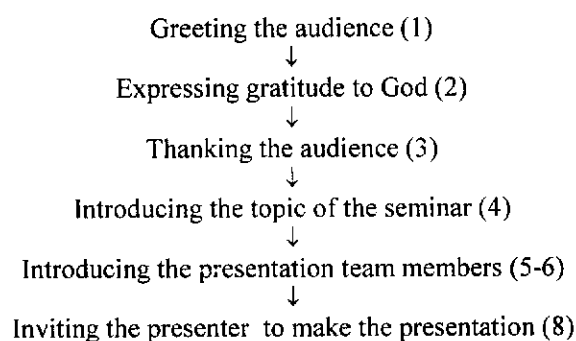 Greeting the audience (1)
↓
Expressing gratitude to God (2)
↓
Thanking the audience (3)
↓
Introducing the topic of the seminar (4)
↓
Introducing the presentation team members (5-6)
↓
Inviting the presenter to make the presentation (8)